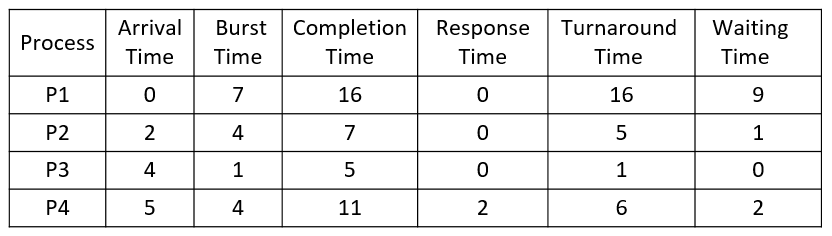 Process Arrival Time Burst Time Completion Time Response Time Turnaround Time Waiting Time
P1 0 7 16 0 16 9
P2 2 4 7 0 5 1
P3 4 1 5 0 1 0
P4 5 4 11 2 6 2